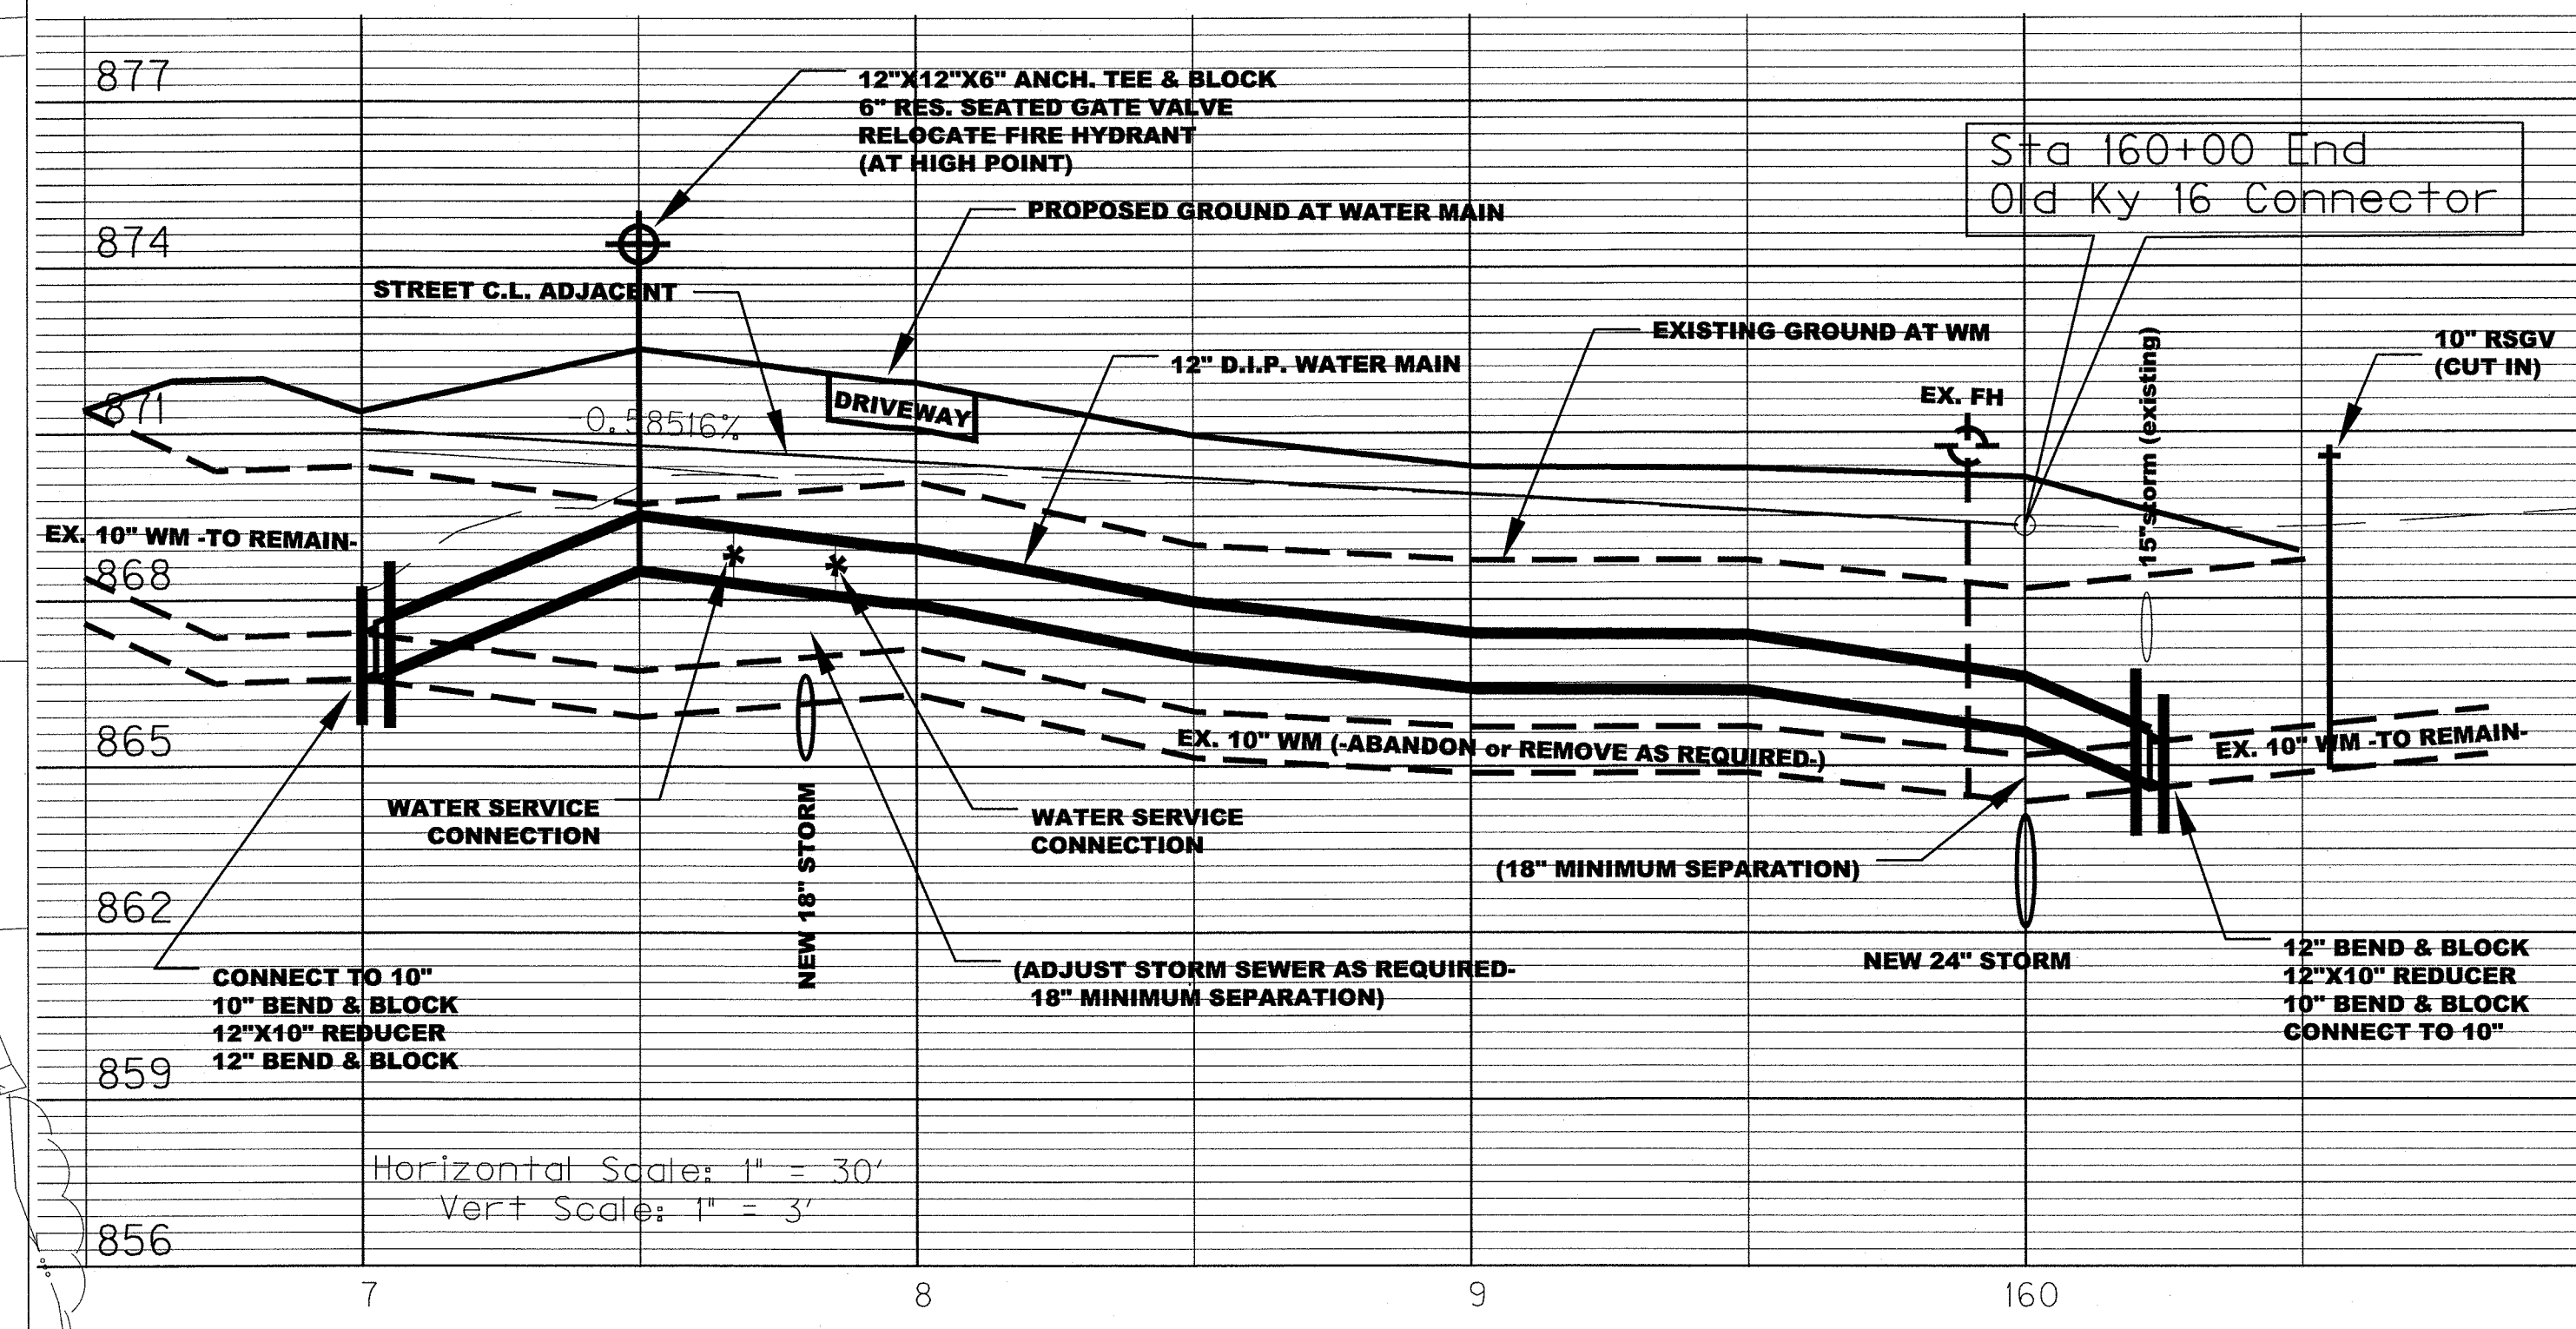 877
12"X12"X6" ANCH. TEE & BLOCK
6" RES. SEATED GATE VALVE
RELOCATE FIRE HYDRANT
(AT HIGH POINT)
Sta 160+00 End
Old Ky 16 Connector
PROPOSED GROUND AT WATER MAIN
874
STREET C.L. ADJACENT
EXISTING GROUND AT WM
12" D.I.P. WATER MAIN
10" RSGV
(CUT IN)
15" storm (existing)
EX. FH
871
DRIVEWAY
-0.58516%
EX. 10" WM -TO REMAIN-
868
865
EX. 10" WM (-ABANDON or REMOVE AS REQUIRED-)
EX. 10" WM -TO REMAIN-
WATER SERVICE
CONNECTION
NEW 18" STORM
WATER SERVICE
CONNECTION
(18" MINIMUM SEPARATION)
862
CONNECT TO 10"
10" BEND & BLOCK
12"X10" REDUCER
12" BEND & BLOCK
(ADJUST STORM SEWER AS REQUIRED-
18" MINIMUM SEPARATION)
NEW 24" STORM
12" BEND & BLOCK
12"X10" REDUCER
10" BEND & BLOCK
CONNECT TO 10"
859
Horizontal Scale: 1" = 30'
Vert Scale: 1" = 3'
856
7
8
9
160